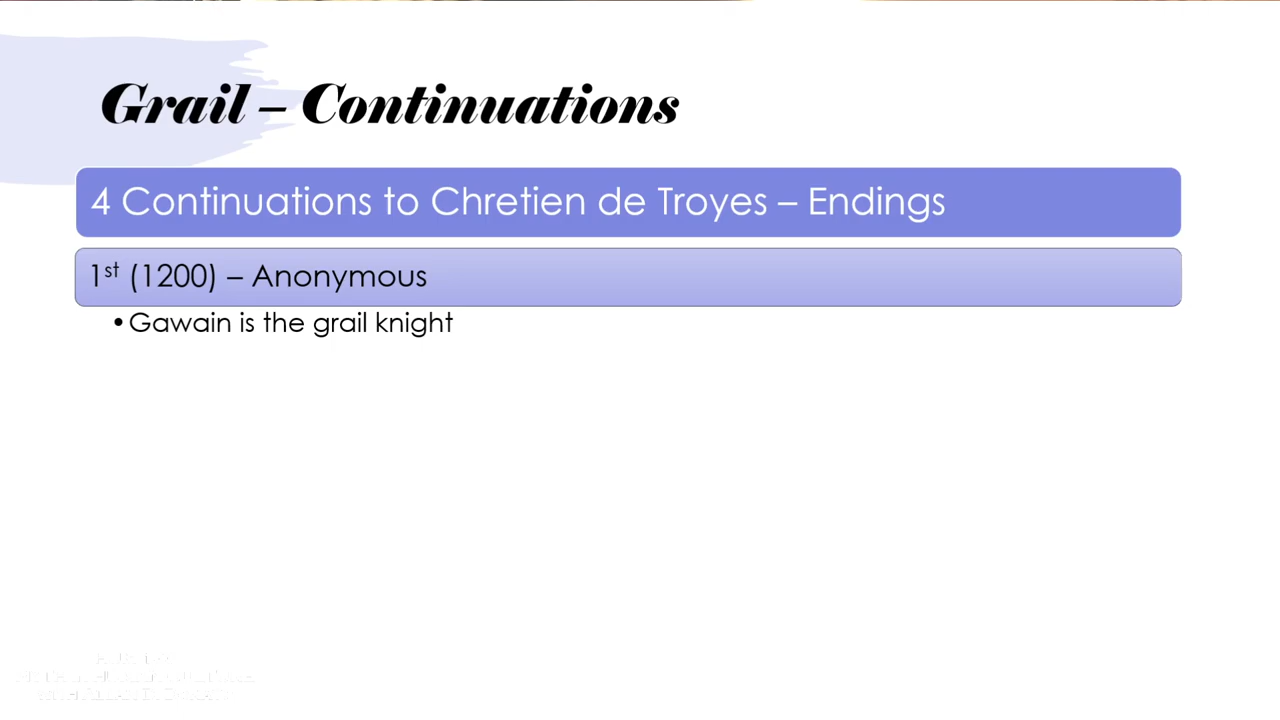 Grail – Continuations
4 Continuations to Chretien de Troyes – Endings
1st (1200) – Anonymous
• Gawain is the grail knight